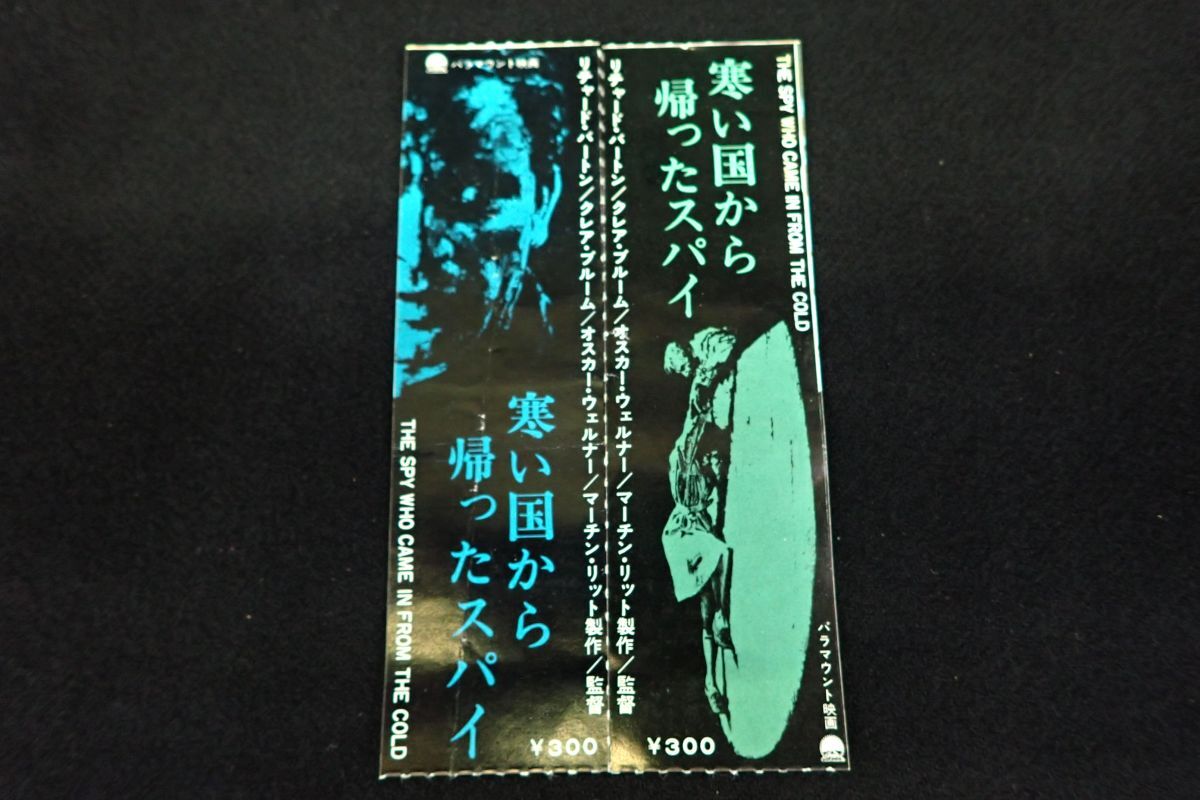 パラマウント映画
リチャード・バートン/クレア・ブルーム/オスカー・ウェルナー/マーチン・リット製作/監督
寒い国から
帰ったスパイ
THE SPY WHO CAME IN FROM THE COLD
¥300
THE SPY WHO CAME IN FROM THE COLD
寒い国から
帰ったスパイ
リチャード・バートン/クレア・ブルーム/オスカー・ウェルナー/マーチン・リット製作/監督
パラマウント映画
¥300